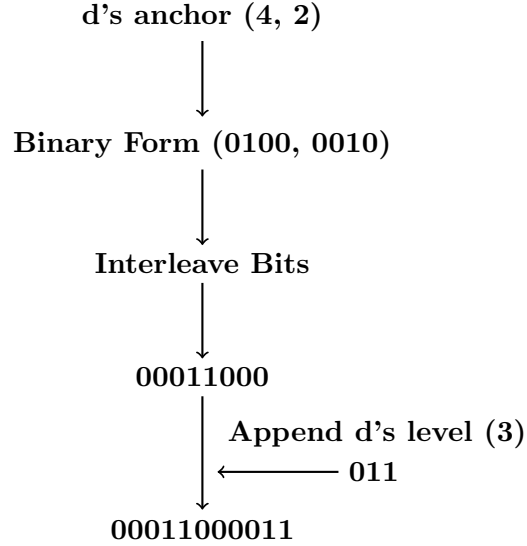 d's anchor (4, 2)
Binary Form (0100, 0010)
Interleave Bits
00011000
Append d's level (3)
011
00011000011